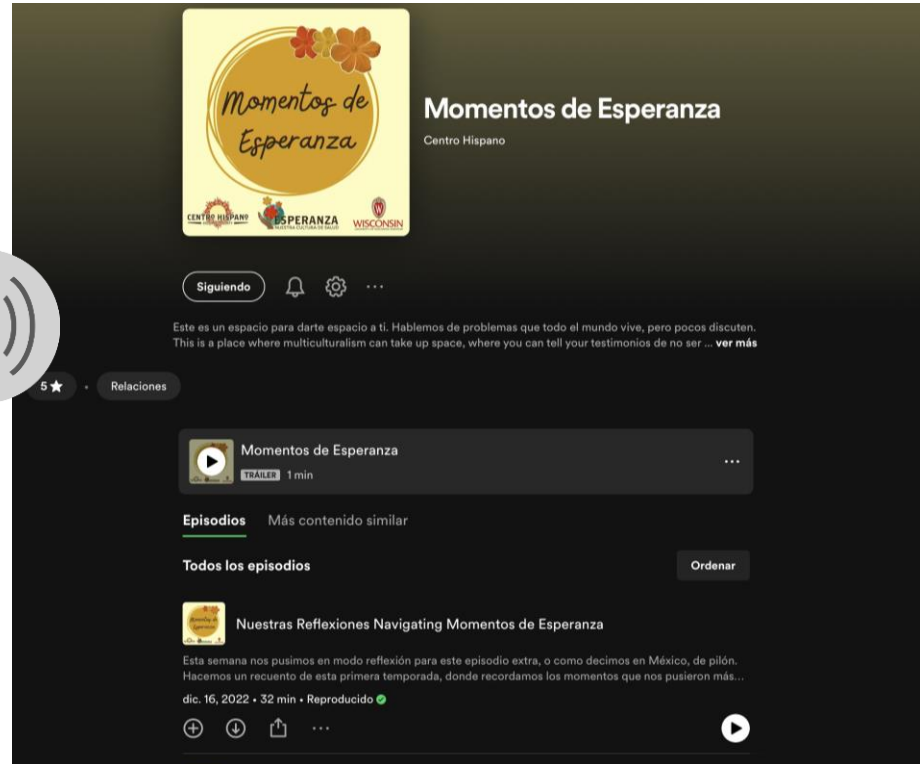 Momentos de
Esperanza
CENTRO HISPANO
ESPERANZA
NUESTRA CULTURA DE SALUD
W
WISCONSIN
Momentos de Esperanza
Centro Hispano
Siguiendo
Este es un espacio para darte espacio a ti. Hablemos de problemas que todo el mundo vive, pero pocos discuten.
This is a place where multiculturalism can take up space, where you can tell your testimonios de no ser ... ver más
5★ • Relaciones
Momentos de Esperanza
TRÁILER 1 min
Episodios Más contenido similar
Todos los episodios Ordenar
Nuestras Reflexiones Navigating Momentos de Esperanza
Esta semana nos pusimos en modo reflexión para este episodio extra, o como decimos en México, de pilón.
Hacemos un recuento de esta primera temporada, donde recordamos los momentos que nos pusieron más...
dic. 16, 2022 • 32 min • Reproducido